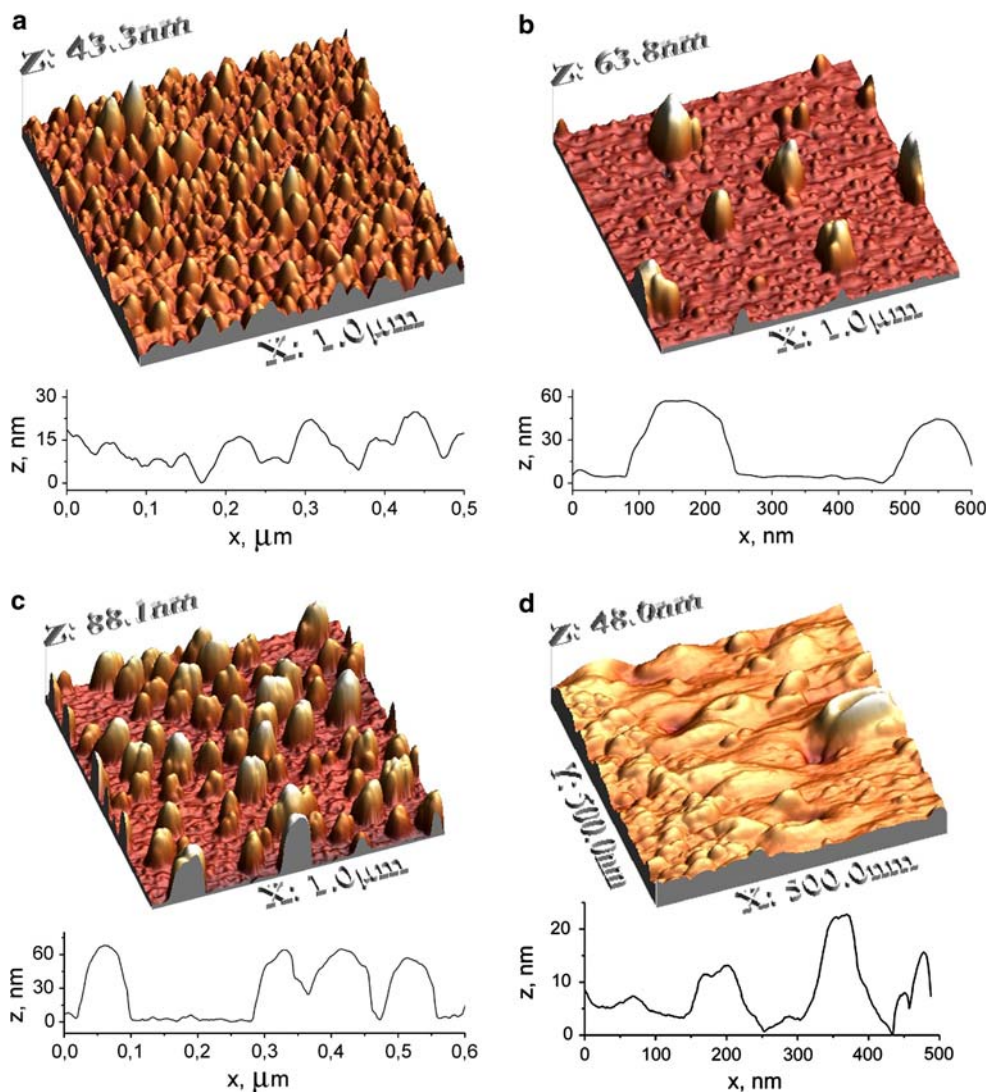 a
Z: 43.3nm
X: 1.0µm
30
15
0
z, nm
0,0 0,1 0,2 0,3 0,4 0,5
x, µm
b
Z: 63.8nm
X: 1.0µm
60
30
0
z, nm
0 100 200 300 400 500 600
x, nm
c
Z: 88.1nm
X: 1.0µm
60
30
0
z, nm
0,0 0,1 0,2 0,3 0,4 0,5 0,6
x, µm
d
Z: 48.0nm
Y: 500.0nm
X: 500.0nm
20
10
0
z, nm
0 100 200 300 400 500
x, nm